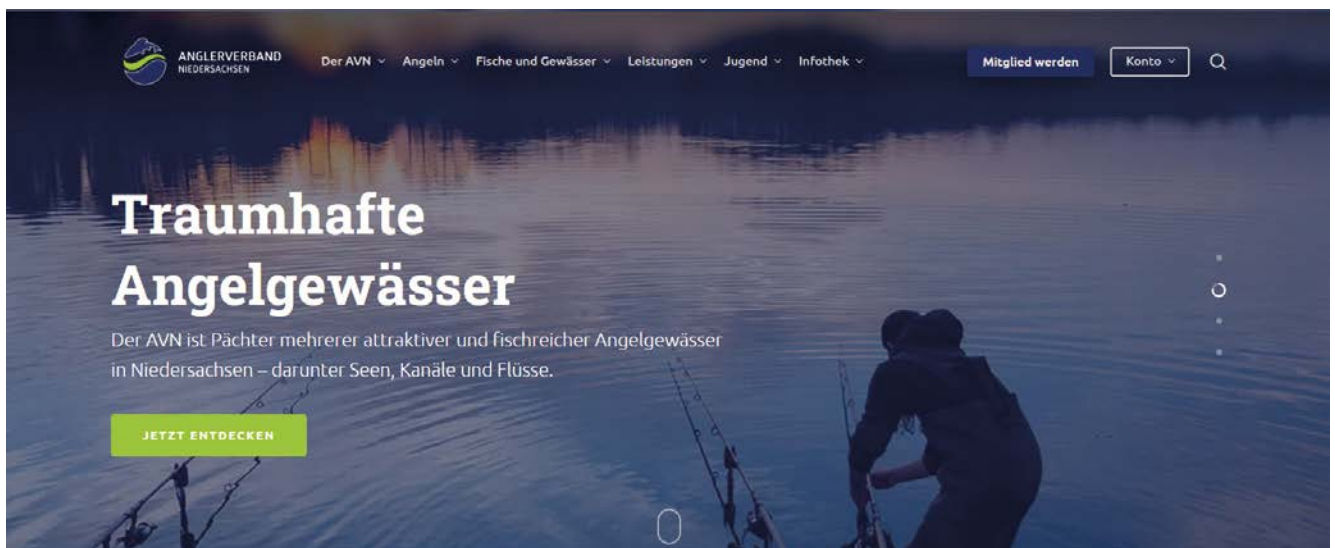 ANGLERVERBAND
NIEDERSACHSEN
Der AVN Angeln Fische und Gewässer Leistungen Jugend Infothek Mitglied werden Konto
Traumhafte
Angelgewässer
Der AVN ist Pächter mehrerer attraktiver und fischreicher Angelgewässer
in Niedersachsen – darunter Seen, Kanäle und Flüsse.
JETZT ENTDECKEN